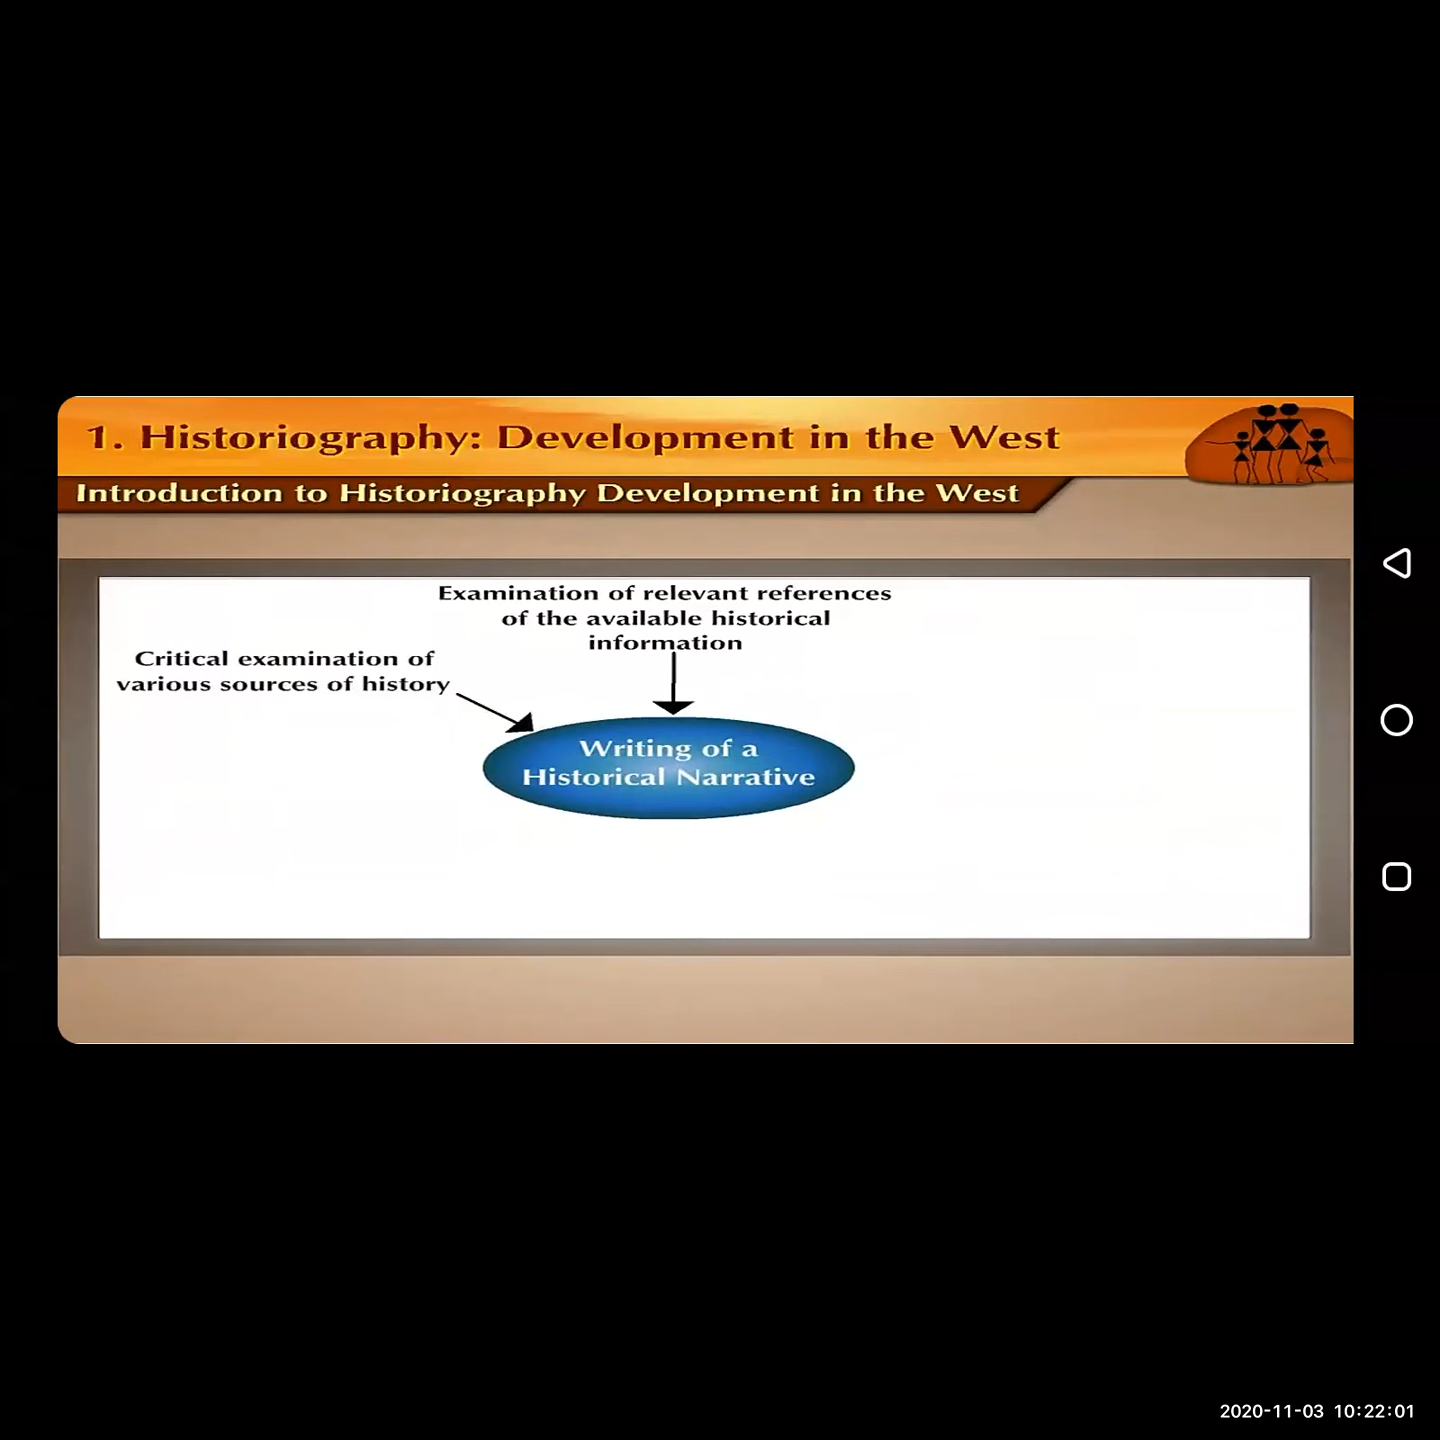 1. Historiography: Development in the West
Introduction to Historiography Development in the West
Examination of relevant references
of the available historical
information
Critical examination of
various sources of history
Writing of a
Historical Narrative
2020-11-03 10:22:01